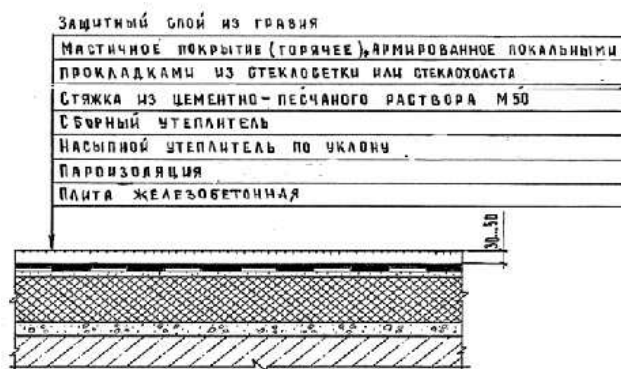 Защитный слой из гравия
Мастичное покрытие (горячее), армированное локальными
прокладками из стеклосетки или стеклохолста
Стяжка из цементно-песчаного раствора М50
Сборный утеплитель
Насыпной утеплитель по уклону
Пароизоляция
Плита железобетонная
30...50